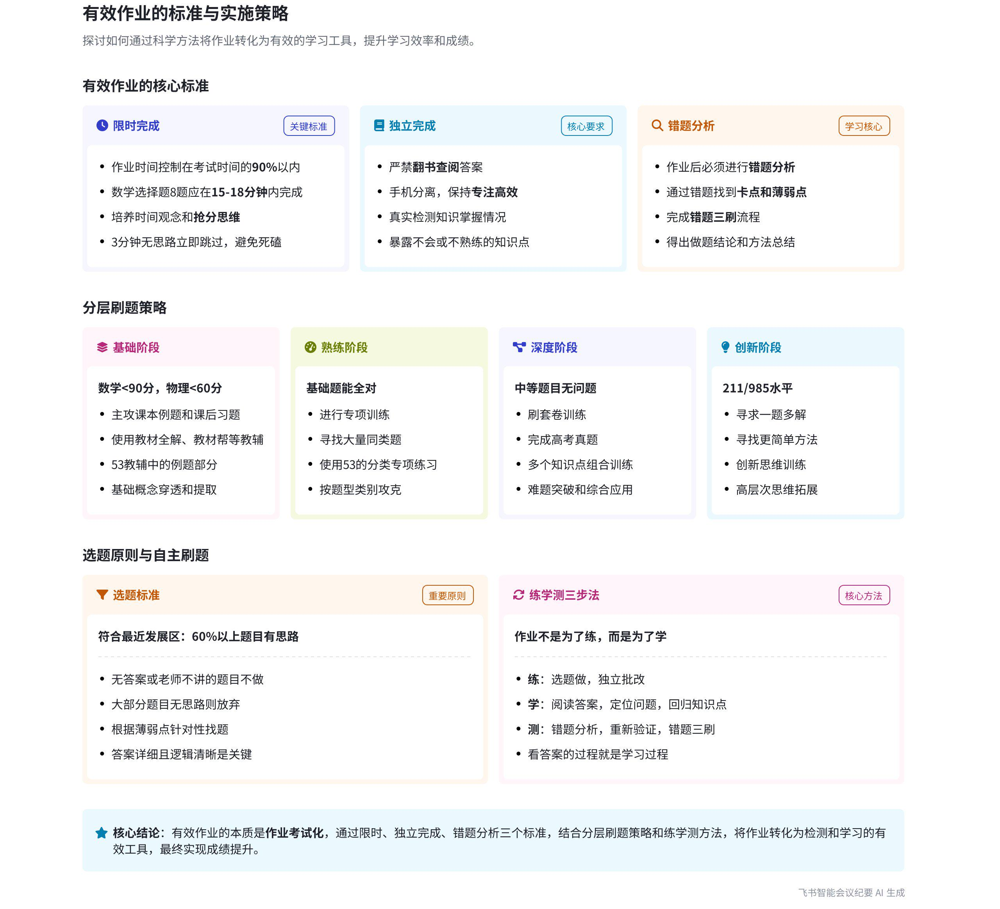 有效作业的标准与实施策略
探讨如何通过科学方法将作业转化为有效的学习工具，提升学习效率和成绩。
有效作业的核心标准
限时完成
关键标准
作业时间控制在考试时间的90%以内
数学选择题8题应在15-18分钟内完成
培养时间观念和抢分思维
3分钟无思路立即跳过，避免死磕
独立完成
核心要求
严禁翻书查阅答案
手机分离，保持专注高效
真实检测知识掌握情况
暴露不会或不熟练的知识点
错题分析
学习核心
作业后必须进行错题分析
通过错题找到卡点和薄弱点
完成错题三刷流程
得出做题结论和方法总结
分层刷题策略
基础阶段
数学<90分，物理<60分
主攻课本例题和课后习题
使用教材全解、教材帮等教辅
53教辅中的例题部分
基础概念穿透和提取
熟练阶段
基础题能全对
进行专项训练
寻找大量同类题
使用53的分类专项练习
按题型类别攻克
深度阶段
中等题目无问题
刷套卷训练
完成高考真题
多个知识点组合训练
难题突破和综合应用
创新阶段
211/985水平
寻求一题多解
寻找更简单方法
创新思维训练
高层次思维拓展
选题原则与自主刷题
选题标准
重要原则
符合最近发展区：60%以上题目有思路
无答案或老师不讲的题目不做
大部分题目无思路则放弃
根据薄弱点针对性找题
答案详细且逻辑清晰是关键
练学测三步法
核心方法
作业不是为了练，而是为了学
练：选题做，独立批改
学：阅读答案，定位问题，回归知识点
测：错题分析，重新验证，错题三刷
看答案的过程就是学习过程
核心结论：有效作业的本质是作业考试化，通过限时、独立完成、错题分析三个标准，结合分层刷题策略和练学测方法，将作业转化为检测和学习的有
效工具，最终实现成绩提升。
飞书智能会议纪要 AI 生成